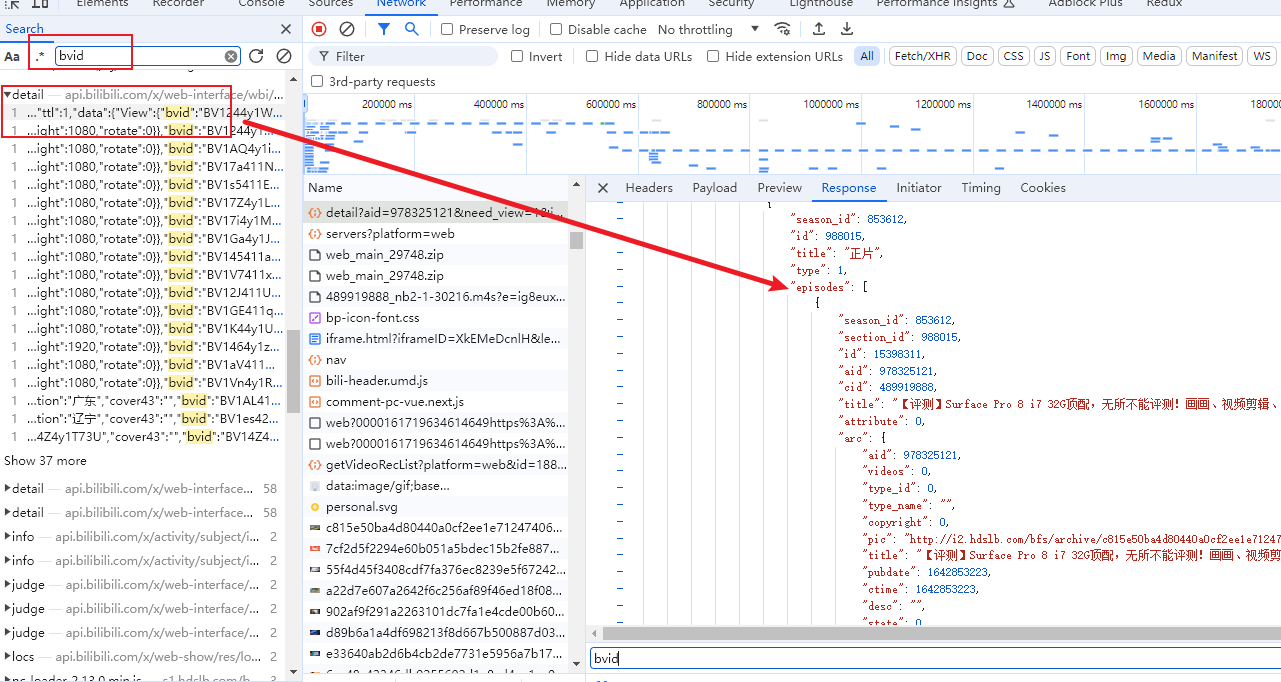 Elements Recorder Console Sources Network Performance Memory Application Security Lighthouse Performance insights Adblock Plus Redux
Search
Preserve log Disable cache No throttling
Aa .* bvid
Filter Invert Hide data URLs Hide extension URLs All Fetch/XHR Doc CSS JS Font Img Media Manifest WS
3rd-party requests
200000 ms 400000 ms 600000 ms 800000 ms 1000000 ms 1200000 ms 1400000 ms 1600000 ms 180000
detail — api.bilibili.com/x/web-interface/wbi/...
1 ..."ttl":1,"data":{"View":{"bvid":"BV1244y1W...
1 ...ight":1080,"rotate":0}},"bvid":"BV1244y1...
1 ...ight":1080,"rotate":0}},"bvid":"BV1AQ4y1i...
1 ...ight":1080,"rotate":0}},"bvid":"BV17a411N...
1 ...ight":1080,"rotate":0}},"bvid":"BV1s5411E...
1 ...ight":1080,"rotate":0}},"bvid":"BV17Z4y1L...
1 ...ight":1080,"rotate":0}},"bvid":"BV17i4y1M...
1 ...ight":1080,"rotate":0}},"bvid":"BV1Ga4y1J...
1 ...ight":1080,"rotate":0}},"bvid":"BV145411a...
1 ...ight":1080,"rotate":0}},"bvid":"BV1V7411x...
1 ...ight":1080,"rotate":0}},"bvid":"BV12J411U...
1 ...ight":1080,"rotate":0}},"bvid":"BV1GE411q...
1 ...ight":1080,"rotate":0}},"bvid":"BV1K44y1U...
1 ...ight":1920,"rotate":0}},"bvid":"BV1464y1z...
1 ...ight":1080,"rotate":0}},"bvid":"BV1aV411...
1 ...ight":1080,"rotate":0}},"bvid":"BV1Vn4y1R...
1 ...tion":"广东","cover43":"","bvid":"BV1AL41...
1 ...tion":"辽宁","cover43":"","bvid":"BV1es42...
1 ...4Z4y1T73U","cover43":"","bvid":"BV14Z4...
Show 37 more
detail — api.bilibili.com/x/web-interface... 58
detail — api.bilibili.com/x/web-interface... 58
info — api.bilibili.com/x/activity/subject/i... 2
info — api.bilibili.com/x/activity/subject/i... 2
judge — api.bilibili.com/x/web-interface/... 2
judge — api.bilibili.com/x/web-interface/... 2
judge — api.bilibili.com/x/web-interface/... 2
locs — api.bilibili.com/x/web-show/res/lo... 2
Name
detail?aid=978325121&need_view=1&i...
servers?platform=web
web_main_29748.zip
web_main_29748.zip
489919888_nb2-1-30216.m4s?e=ig8eux...
bp-icon-font.css
iframe.html?iframeID=XkEMeDcnlH&le...
nav
bili-header.umd.js
comment-pc-vue.next.js
web?0000161719634614649https%3A%...
web?0000161719634614649https%3A%...
getVideoRecList?platform=web&id=188...
data:image/gif;base...
personal.svg
c815e50ba4d80440a0cf2ee1e71247406...
7cf2d5f2294e60b051a5bdec15b2fe887...
55f4d45f3408cdf7fa376ec8262e5f67242...
a22d7e607a2642f6c256af89f46ed18f08...
902af9f291a2263101dc7fa1e4cde00b60...
d89b6a1a4df698213f8d667b500887d03...
e33640ab2d6b4cb2de7731e5956a7b17...
Headers Payload Preview Response Initiator Timing Cookies
{
"season_id": 853612,
"id": 988015,
"title": "正片",
"type": 1,
"episodes": [
{
"season_id": 853612,
"section_id": 988015,
"id": 15398311,
"aid": 978325121,
"cid": 489919888,
"title": "【评测】Surface Pro 8 i7 32G顶配，无所不能评测！画画、视频剪辑、
"attribute": 0,
"arc": {
"aid": 978325121,
"videos": 0,
"type_id": 0,
"type_name": "",
"copyright": 0,
"pic": "http://i2.hdslb.com/bfs/archive/c815e50ba4d80440a0cf2ee1e71247
"title": "【评测】Surface Pro 8 i7 32G顶配，无所不能评测！画画、视频剪
"pubdate": 1642853223,
"ctime": 1642853223,
"desc": "",
"state": 0,
bvid